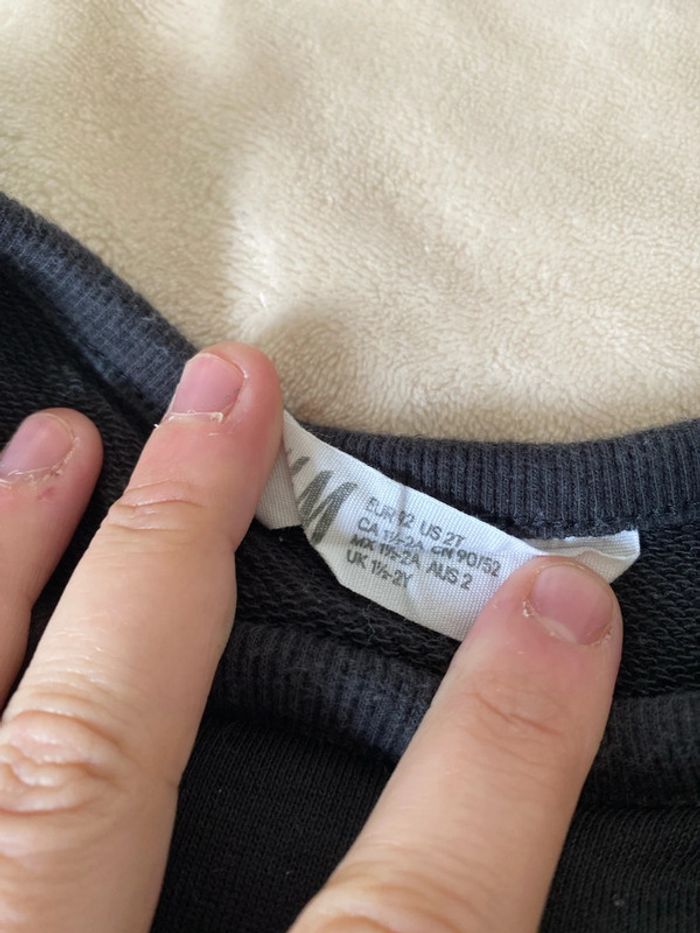 M
EUR 92 US 2T
CA 1½-2A CN 90/52
MX 1½-2A AUS 2
UK 1½-2Y